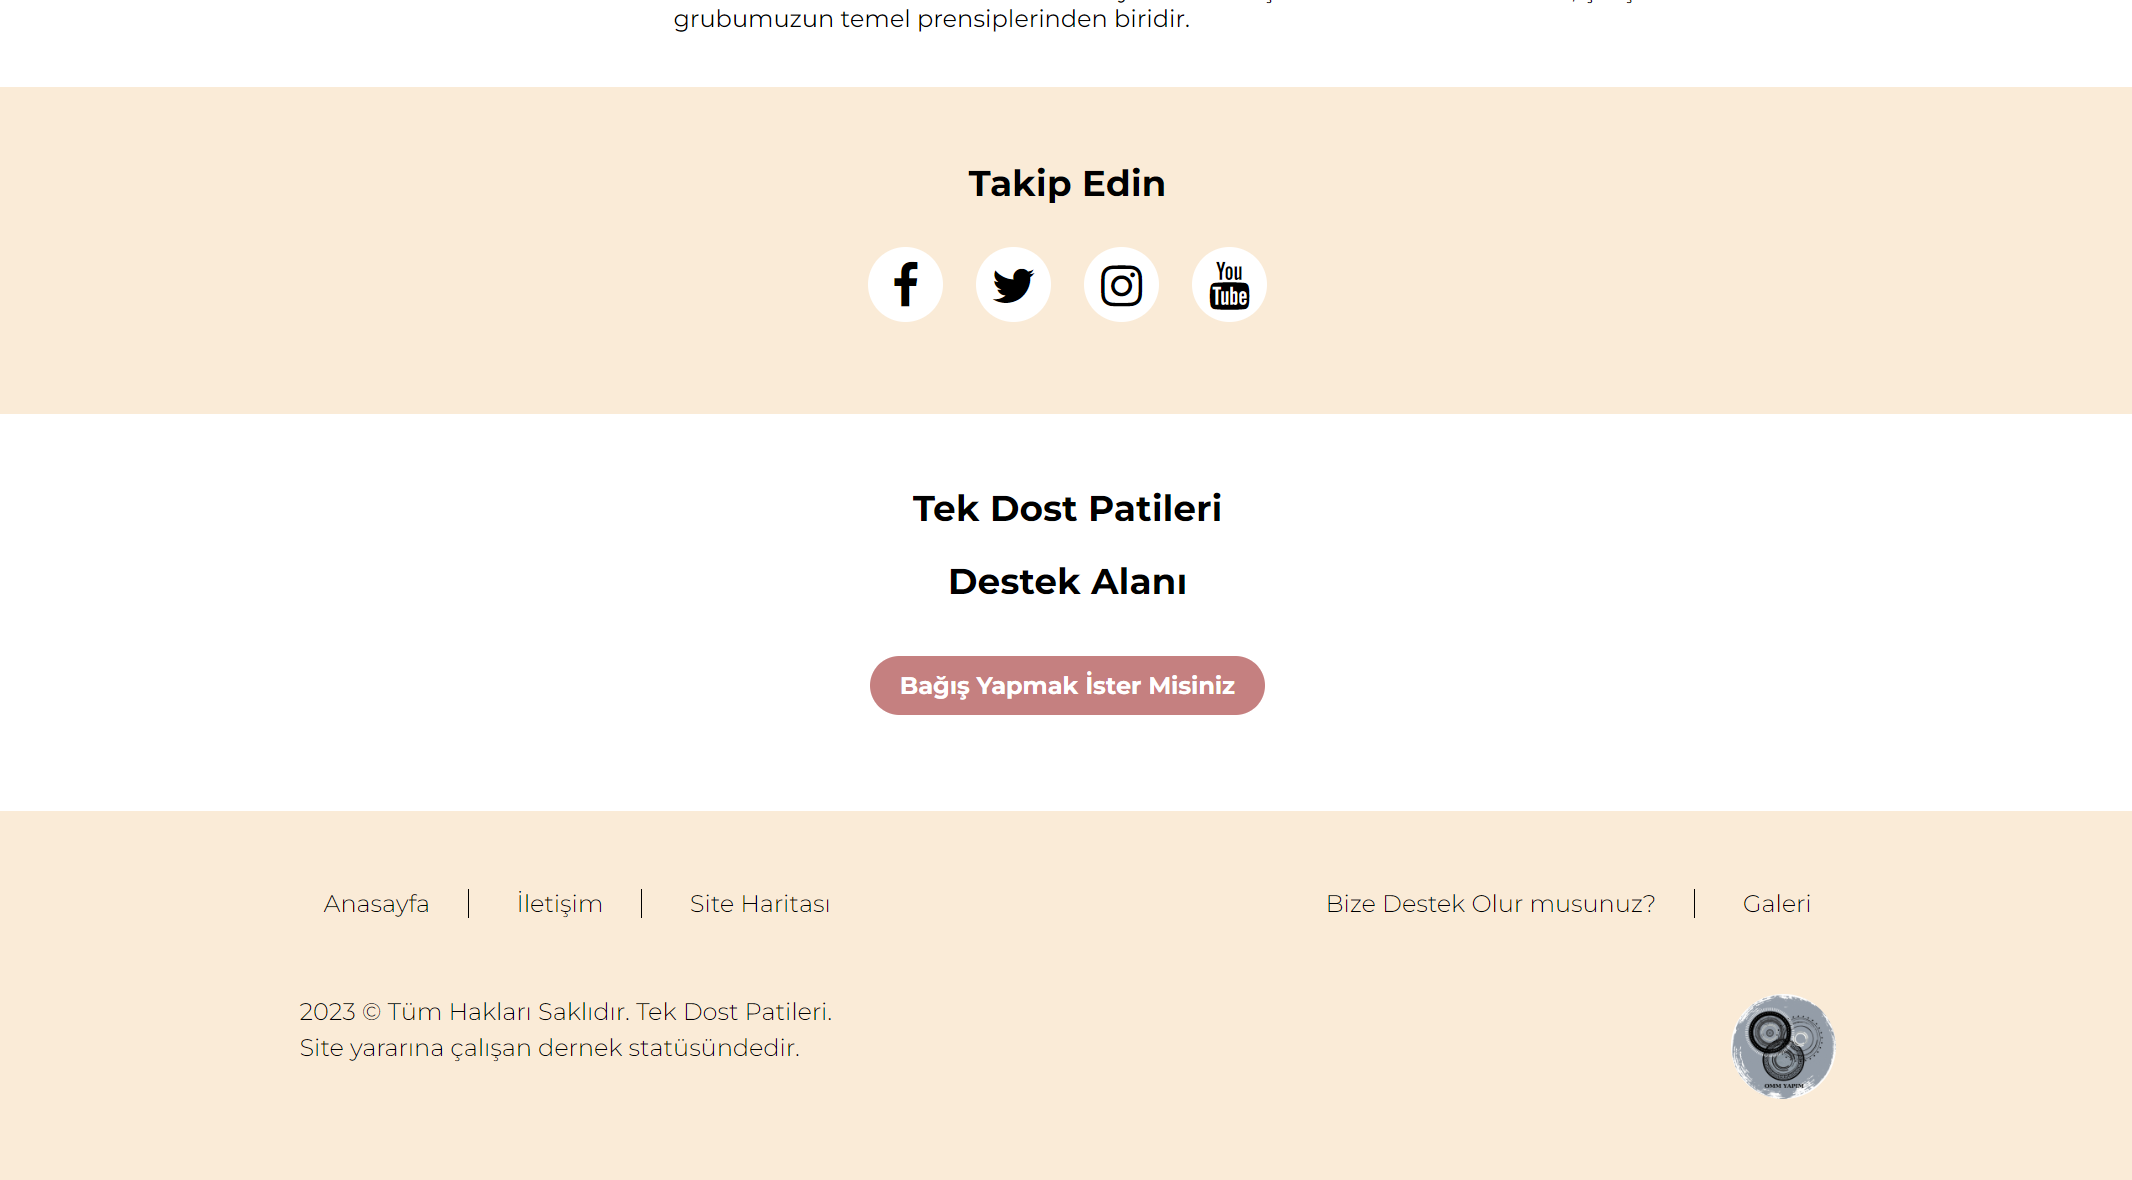 grubumuzun temel prensiplerinden biridir.
Takip Edin
You
Tube
Tek Dost Patileri
Destek Alanı
Bağış Yapmak İster Misiniz
Anasayfa
İletişim
Site Haritası
Bize Destek Olur musunuz?
Galeri
2023 © Tüm Hakları Saklıdır. Tek Dost Patileri.
Site yararına çalışan dernek statüsündedir.
OMM YAPIM